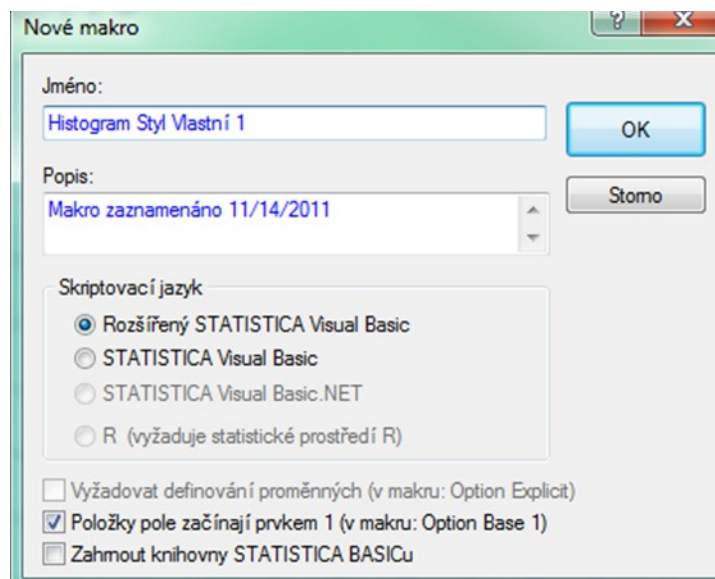 Nové makro
Jméno:
Histogram Styl Vlastní 1
OK
Popis:
Makro zaznamenáno 11/14/2011
Storno
Skriptovací jazyk
Rozšířený STATISTICA Visual Basic
STATISTICA Visual Basic
STATISTICA Visual Basic.NET
R (vyžaduje statistické prostředí R)
Vyžadovat definování proměnných (v makru: Option Explicit)
Položky pole začínají prvkem 1 (v makru: Option Base 1)
Zahrnout knihovny STATISTICA BASICu